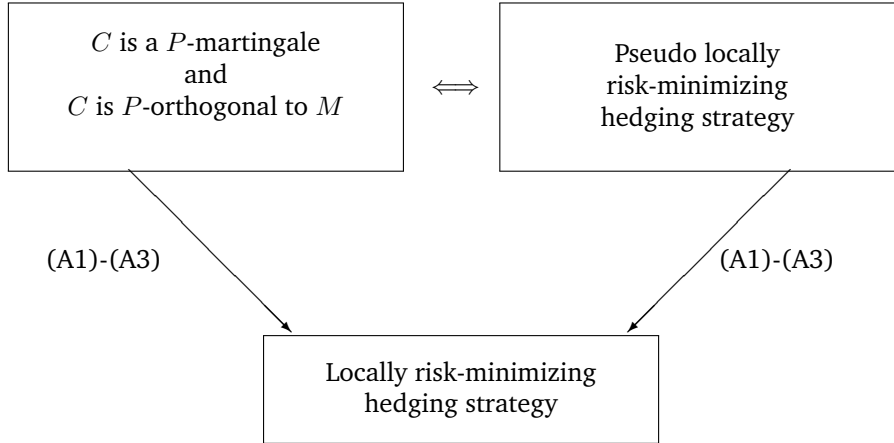 C is a P-martingale
and
C is P-orthogonal to M
⟺
Pseudo locally
risk-minimizing
hedging strategy
(A1)-(A3)
(A1)-(A3)
Locally risk-minimizing
hedging strategy